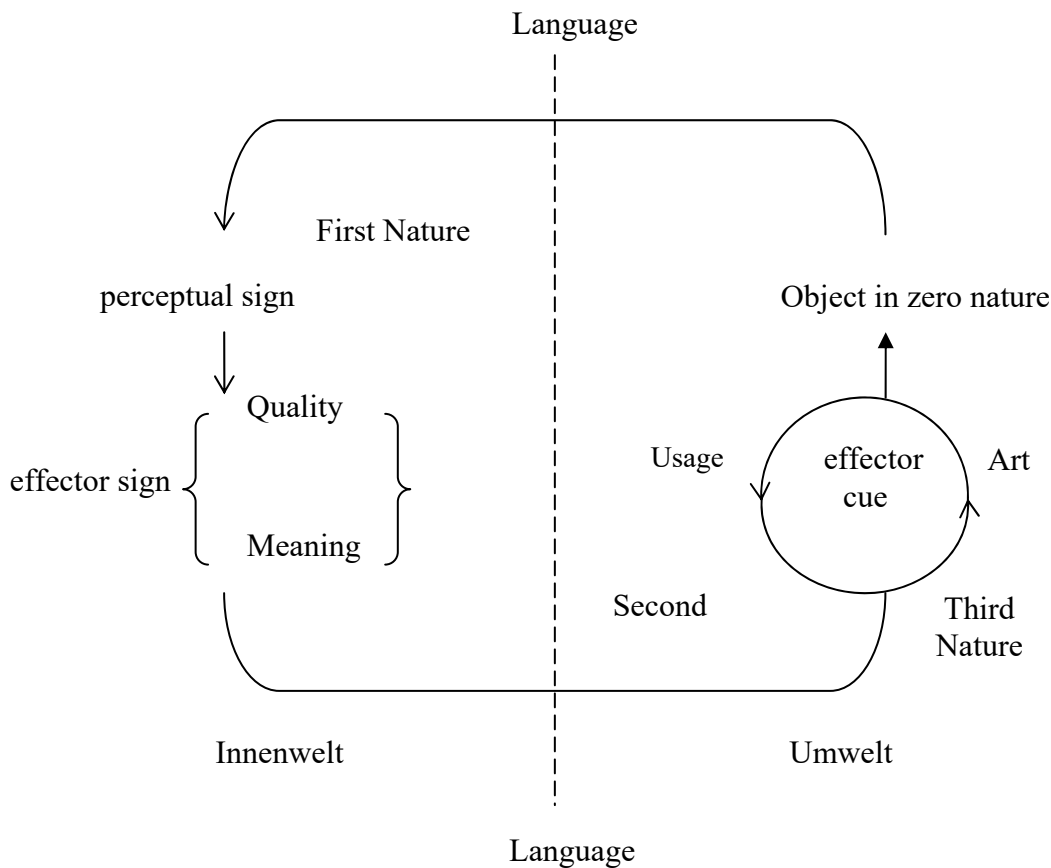 Language
First Nature
perceptual sign
Object in zero nature
Quality
Usage
effector
cue
Art
effector sign
Meaning
Second
Third
Nature
Innenwelt
Umwelt
Language